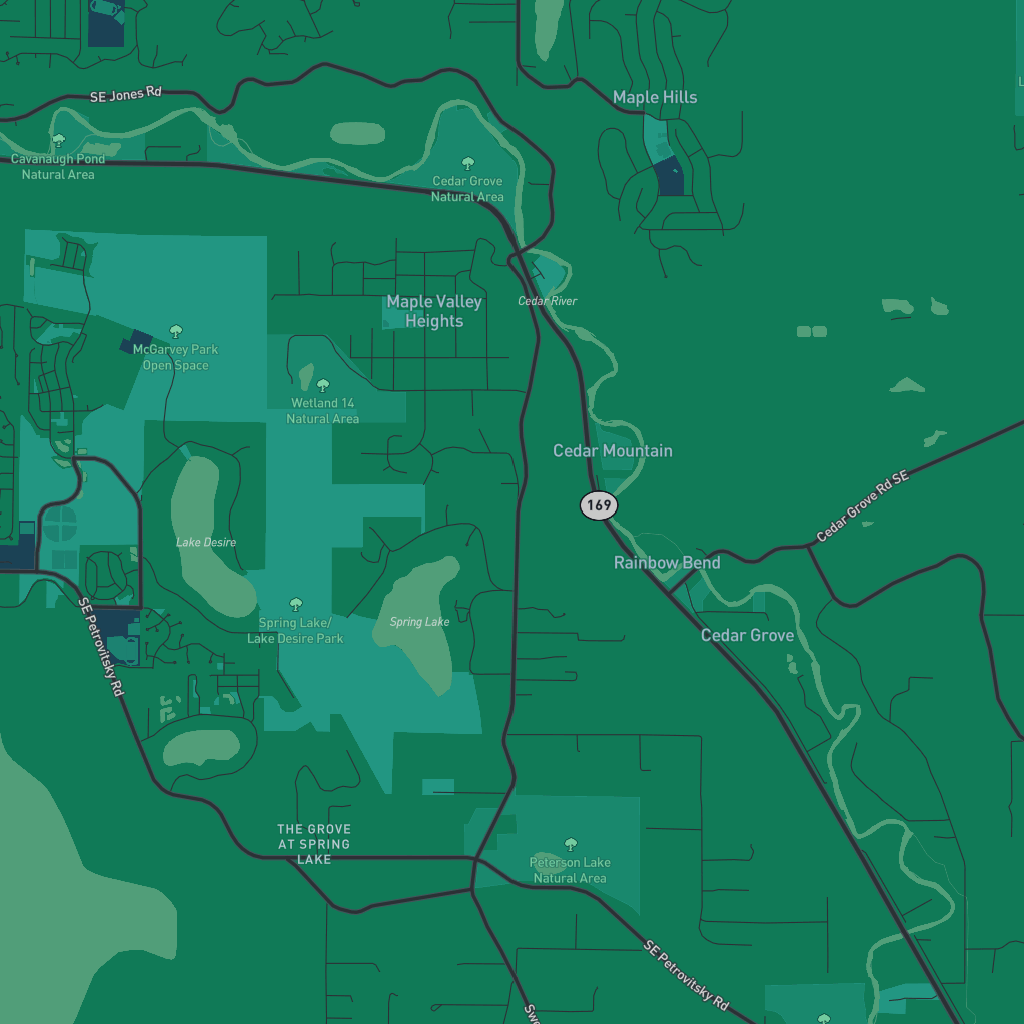 SE Jones Rd
Maple Hills
Cavanaugh Pond
Natural Area
Cedar Grove
Natural Area
Maple Valley
Heights
Cedar River
McGarvey Park
Open Space
Wetland 14
Natural Area
Cedar Mountain
169
Cedar Grove Rd SE
Lake Desire
Rainbow Bend
Spring Lake/
Lake Desire Park
Spring Lake
Cedar Grove
SE Petrovitsky Rd
THE GROVE
AT SPRING
LAKE
Peterson Lake
Natural Area
SE Petrovitsky Rd